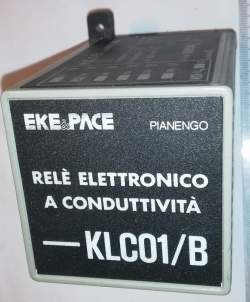 EKE&PACE PIANENGO
RELÈ ELETTRONICO
A CONDUTTIVITÀ
—KLC01/B